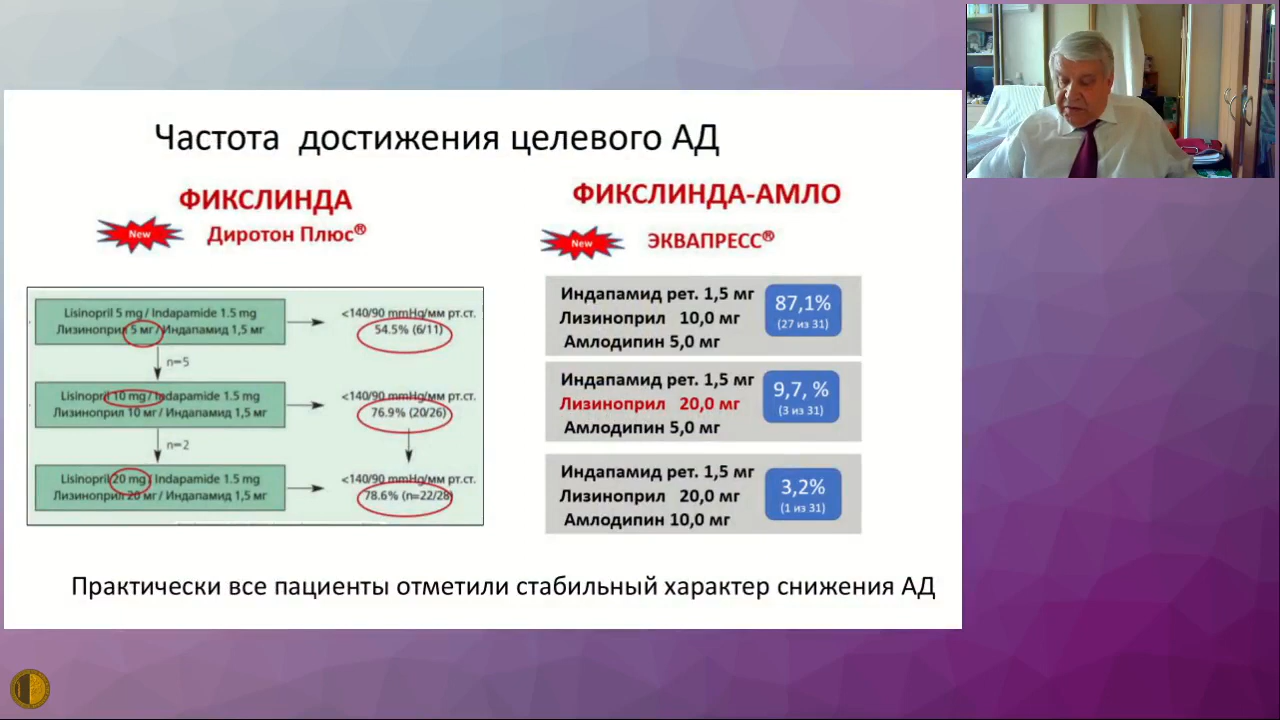 Частота достижения целевого АД
ФИКСЛИНДА
New
Диротон Плюс®
Lisinopril 5 mg / Indapamide 1.5 mg
Лизиноприл 5 мг / Индапамид 1,5 мг
<140/90 mmHg/мм рт.ст.
54.5% (6/11)
n=5
Lisinopril 10 mg / Indapamide 1.5 mg
Лизиноприл 10 мг / Индапамид 1,5 мг
<140/90 mmHg/мм рт.ст.
76.9% (20/26)
n=2
Lisinopril 20 mg / Indapamide 1.5 mg
Лизиноприл 20 мг / Индапамид 1,5 мг
<140/90 mmHg/мм рт.ст.
78.6% (n=22/28)
ФИКСЛИНДА-АМЛО
New
ЭКВАПРЕСС®
Индапамид рет. 1,5 мг
Лизиноприл 10,0 мг
Амлодипин 5,0 мг
87,1%
(27 из 31)
Индапамид рет. 1,5 мг
Лизиноприл 20,0 мг
Амлодипин 5,0 мг
9,7, %
(3 из 31)
Индапамид рет. 1,5 мг
Лизиноприл 20,0 мг
Амлодипин 10,0 мг
3,2%
(1 из 31)
Практически все пациенты отметили стабильный характер снижения АД